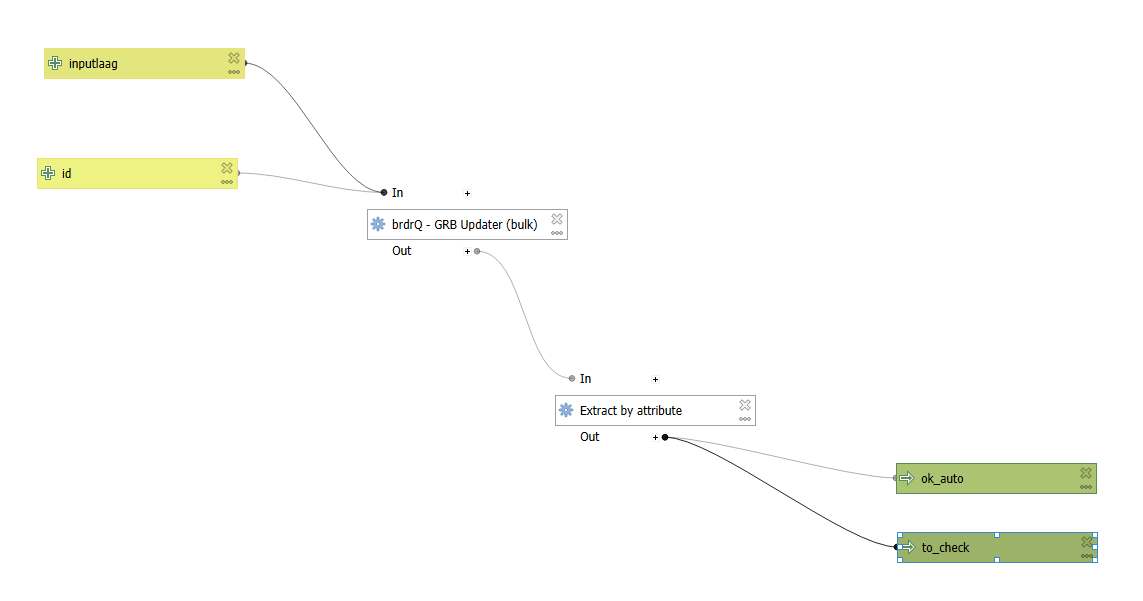 inputlaag
id
In
brdrQ - GRB Updater (bulk)
Out
In
Extract by attribute
Out
ok_auto
to_check